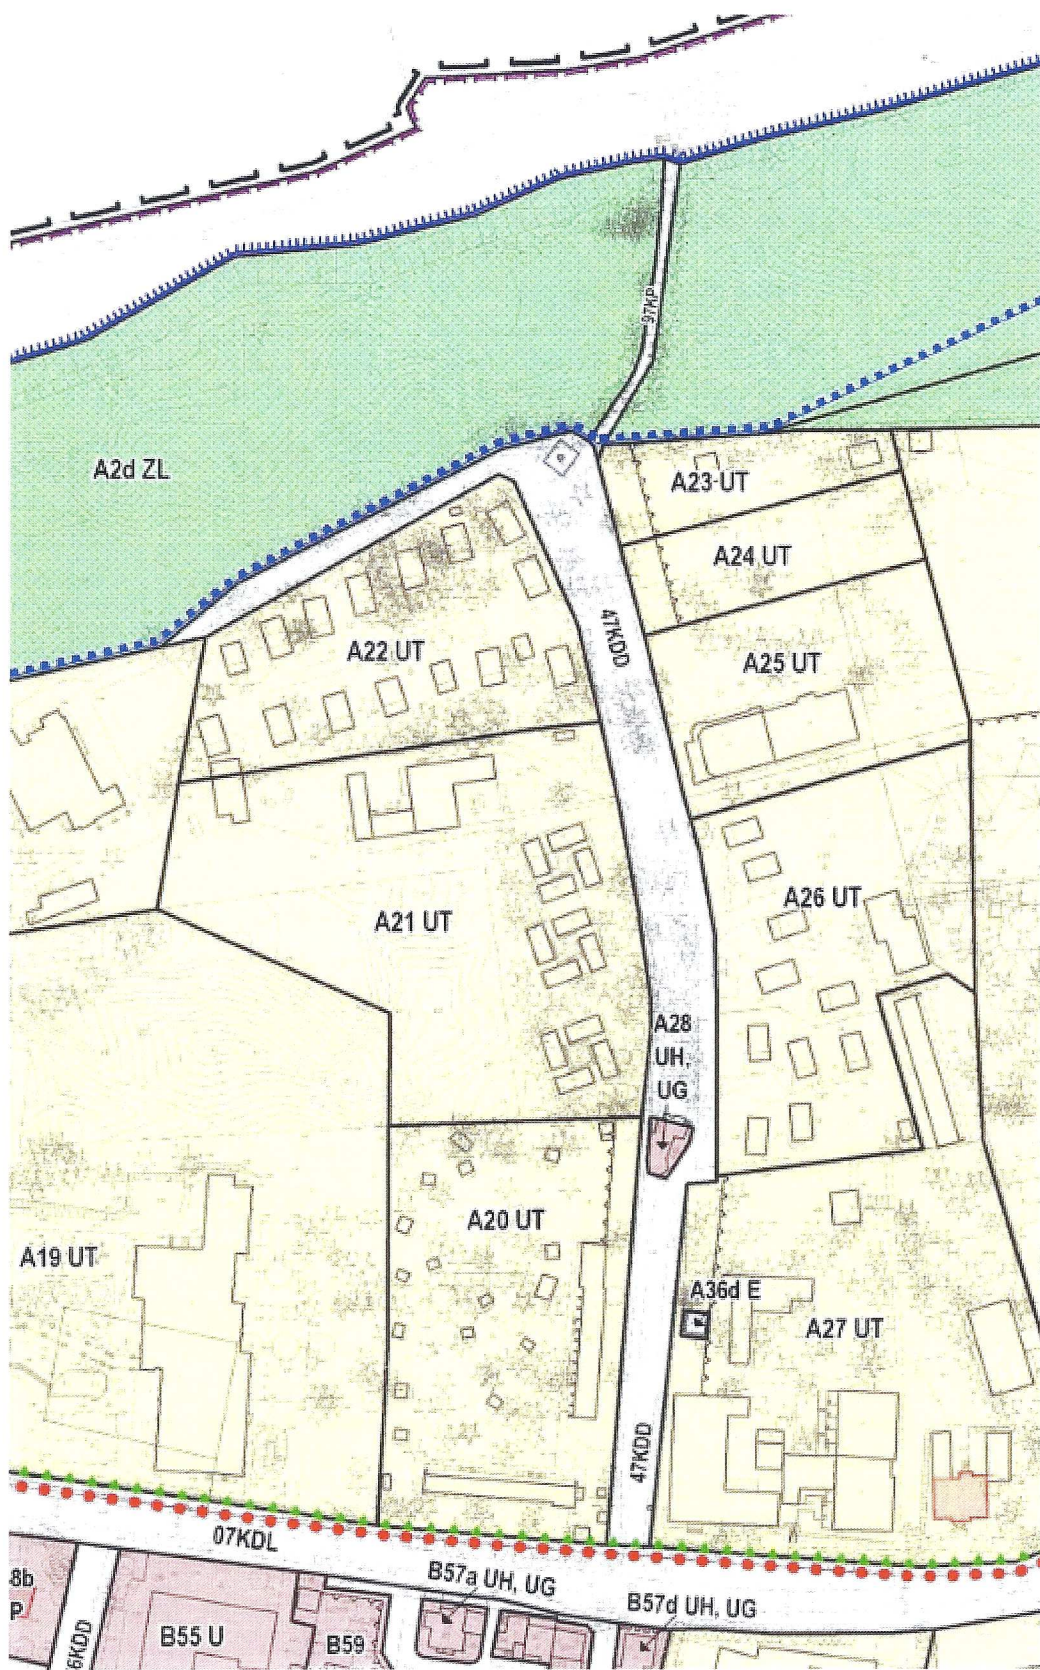 97KP
A2d ZL
A23 UT
A24 UT
47KDD
A22 UT
A25 UT
A26 UT
A21 UT
A28
UH,
UG
A20 UT
A19 UT
A36d E
A27 UT
47KDD
07KDL
B57a UH, UG
8b
P
B57d UH, UG
6KDD
B55 U
B59